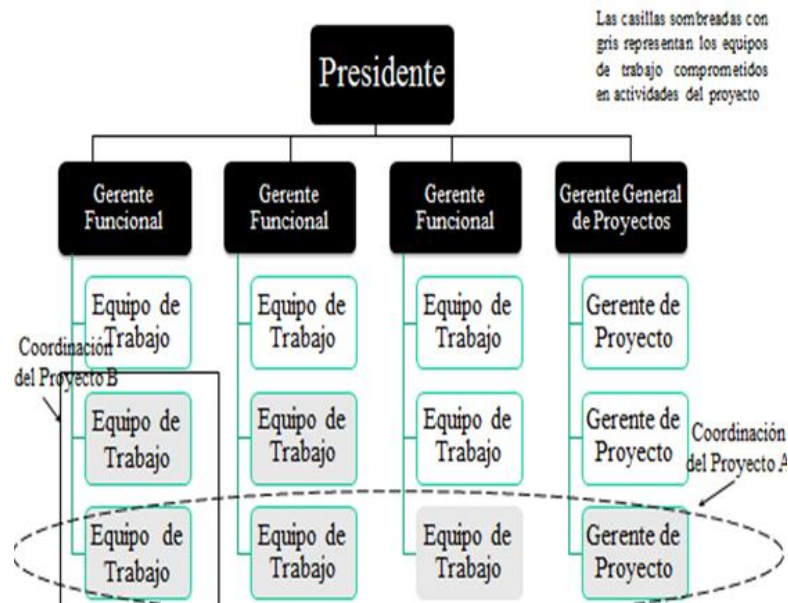 Las casillas sombreadas con
gris representan los equipos
de trabajo comprometidos
en actividades del proyecto
Presidente
Gerente
Funcional
Gerente
Funcional
Gerente
Funcional
Gerente General
de Proyectos
Equipo de
Trabajo
Equipo de
Trabajo
Equipo de
Trabajo
Gerente de
Proyecto
Coordinación
del Proyecto B
Equipo de
Trabajo
Equipo de
Trabajo
Equipo de
Trabajo
Gerente de
Proyecto
Coordinación
del Proyecto A
Equipo de
Trabajo
Equipo de
Trabajo
Equipo de
Trabajo
Gerente de
Proyecto